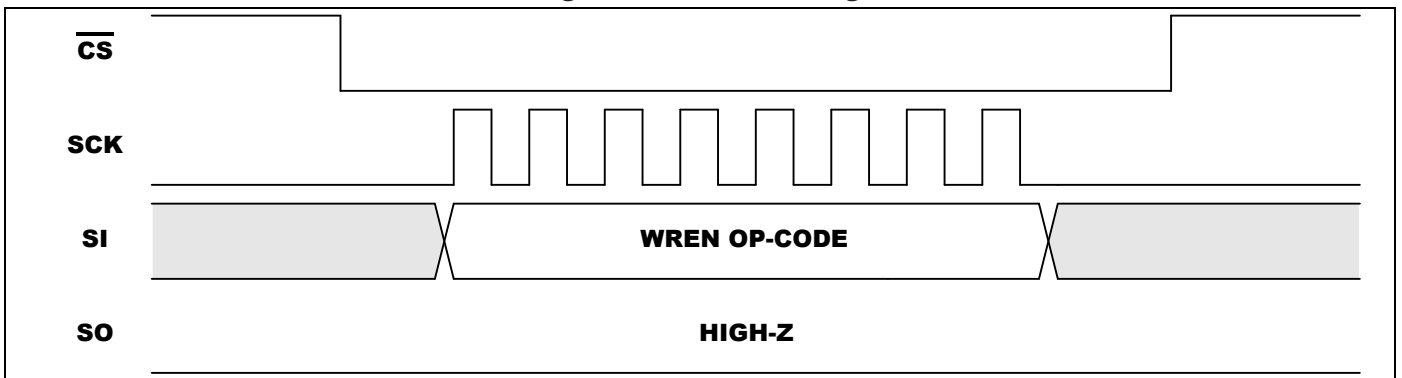 CS
SCK
SI
WREN OP-CODE
SO
HIGH-Z